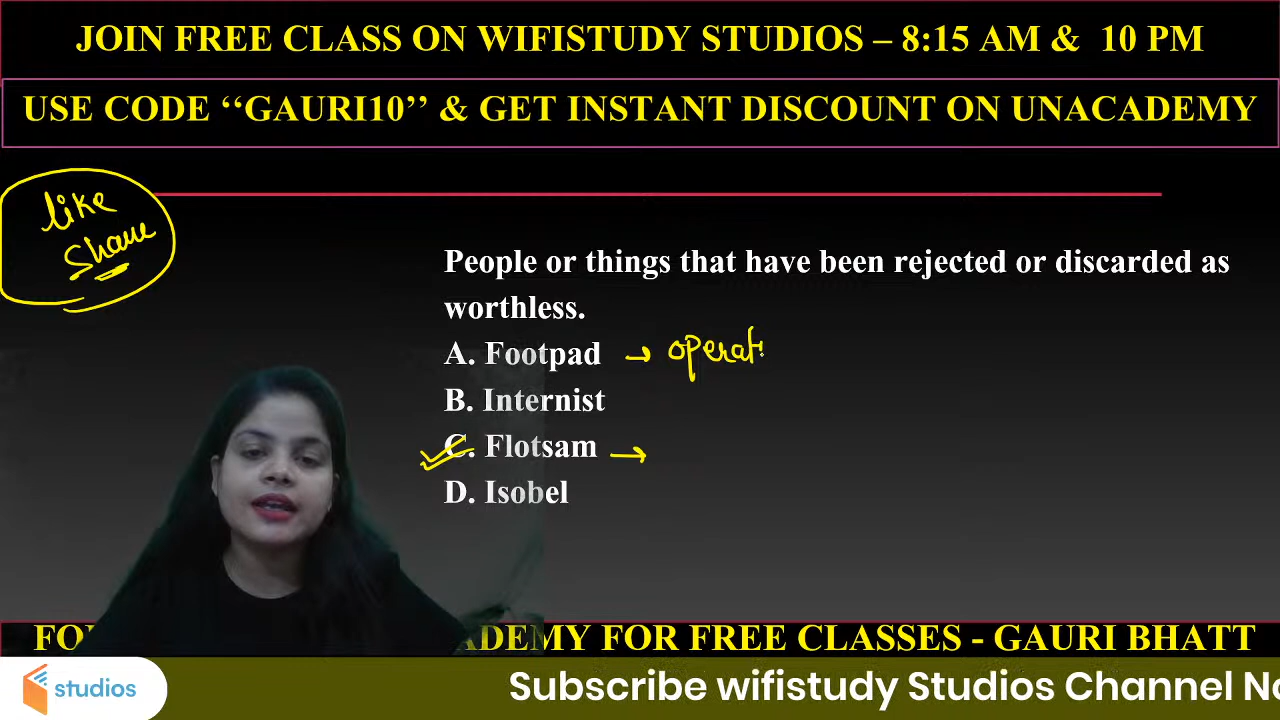 JOIN FREE CLASS ON WIFISTUDY STUDIOS – 8:15 AM & 10 PM
USE CODE ‘‘GAURI10’’ & GET INSTANT DISCOUNT ON UNACADEMY
like
Share
People or things that have been rejected or discarded as
worthless.
A. Footpad → operat
B. Internist
C. Flotsam →
D. Isobel
FOR FREE CLASSES - GAURI BHATT
studios
Subscribe wifistudy Studios Channel